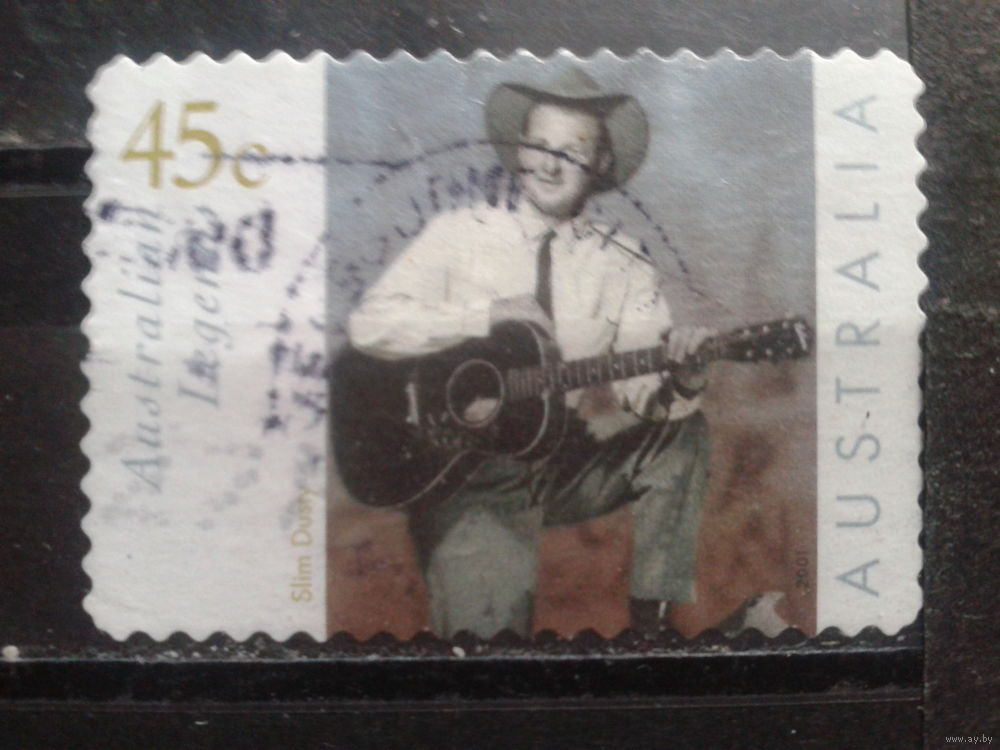 45c
Australian
Legends
Slim Dusty
2001
AUSTRALIA
www.ay.by